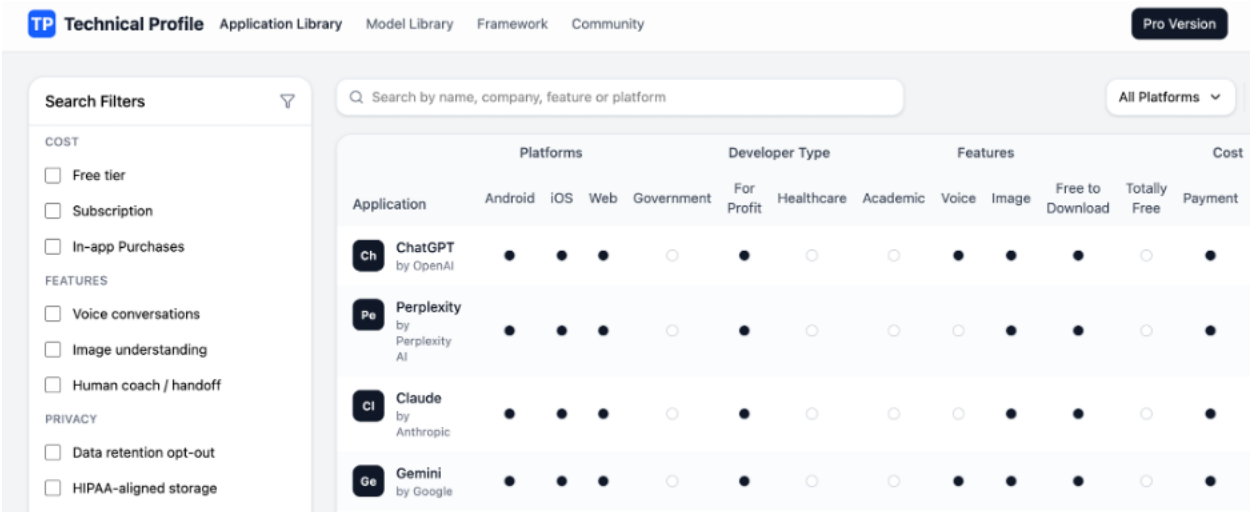 TP Technical Profile Application Library Model Library Framework Community Pro Version
Search Filters
COST
Free tier
Subscription
In-app Purchases
FEATURES
Voice conversations
Image understanding
Human coach / handoff
PRIVACY
Data retention opt-out
HIPAA-aligned storage
Search by name, company, feature or platform
All Platforms
Platforms Developer Type Features Cost
Application Android iOS Web Government For Profit Healthcare Academic Voice Image Free to Download Totally Free Payment
Ch ChatGPT
by OpenAI
Pe Perplexity
by
Perplexity
AI
Cl Claude
by
Anthropic
Ge Gemini
by Google